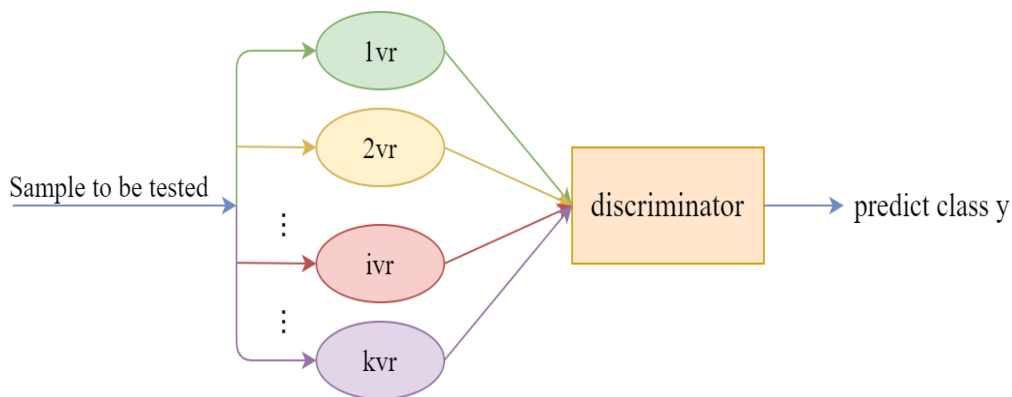 1vr
2vr
Sample to be tested
discriminator
predict class y
⋮
ivr
⋮
kvr